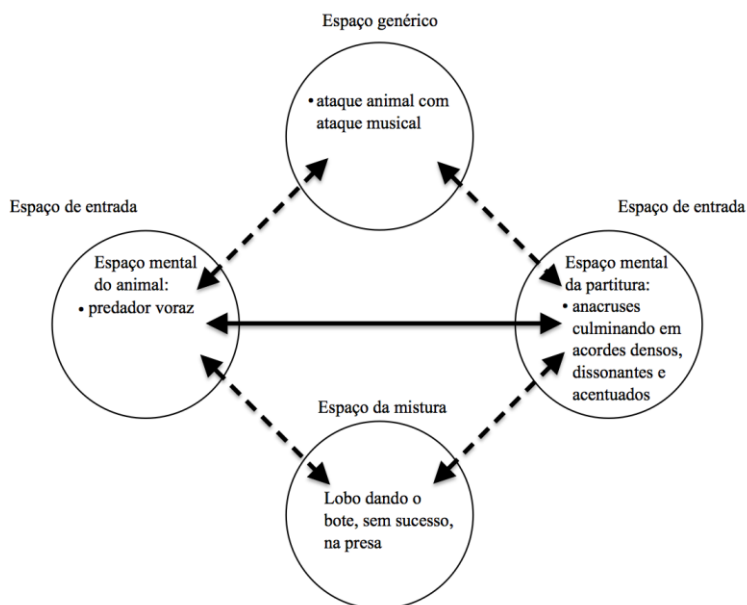 Espaço genérico
• ataque animal com
ataque musical
Espaço de entrada
Espaço mental
do animal:
• predador voraz
Espaço de entrada
Espaço mental
da partitura:
• anacruses
culminando em
acordes densos,
dissonantes e
acentuados
Espaço da mistura
Lobo dando o
bote, sem sucesso,
na presa